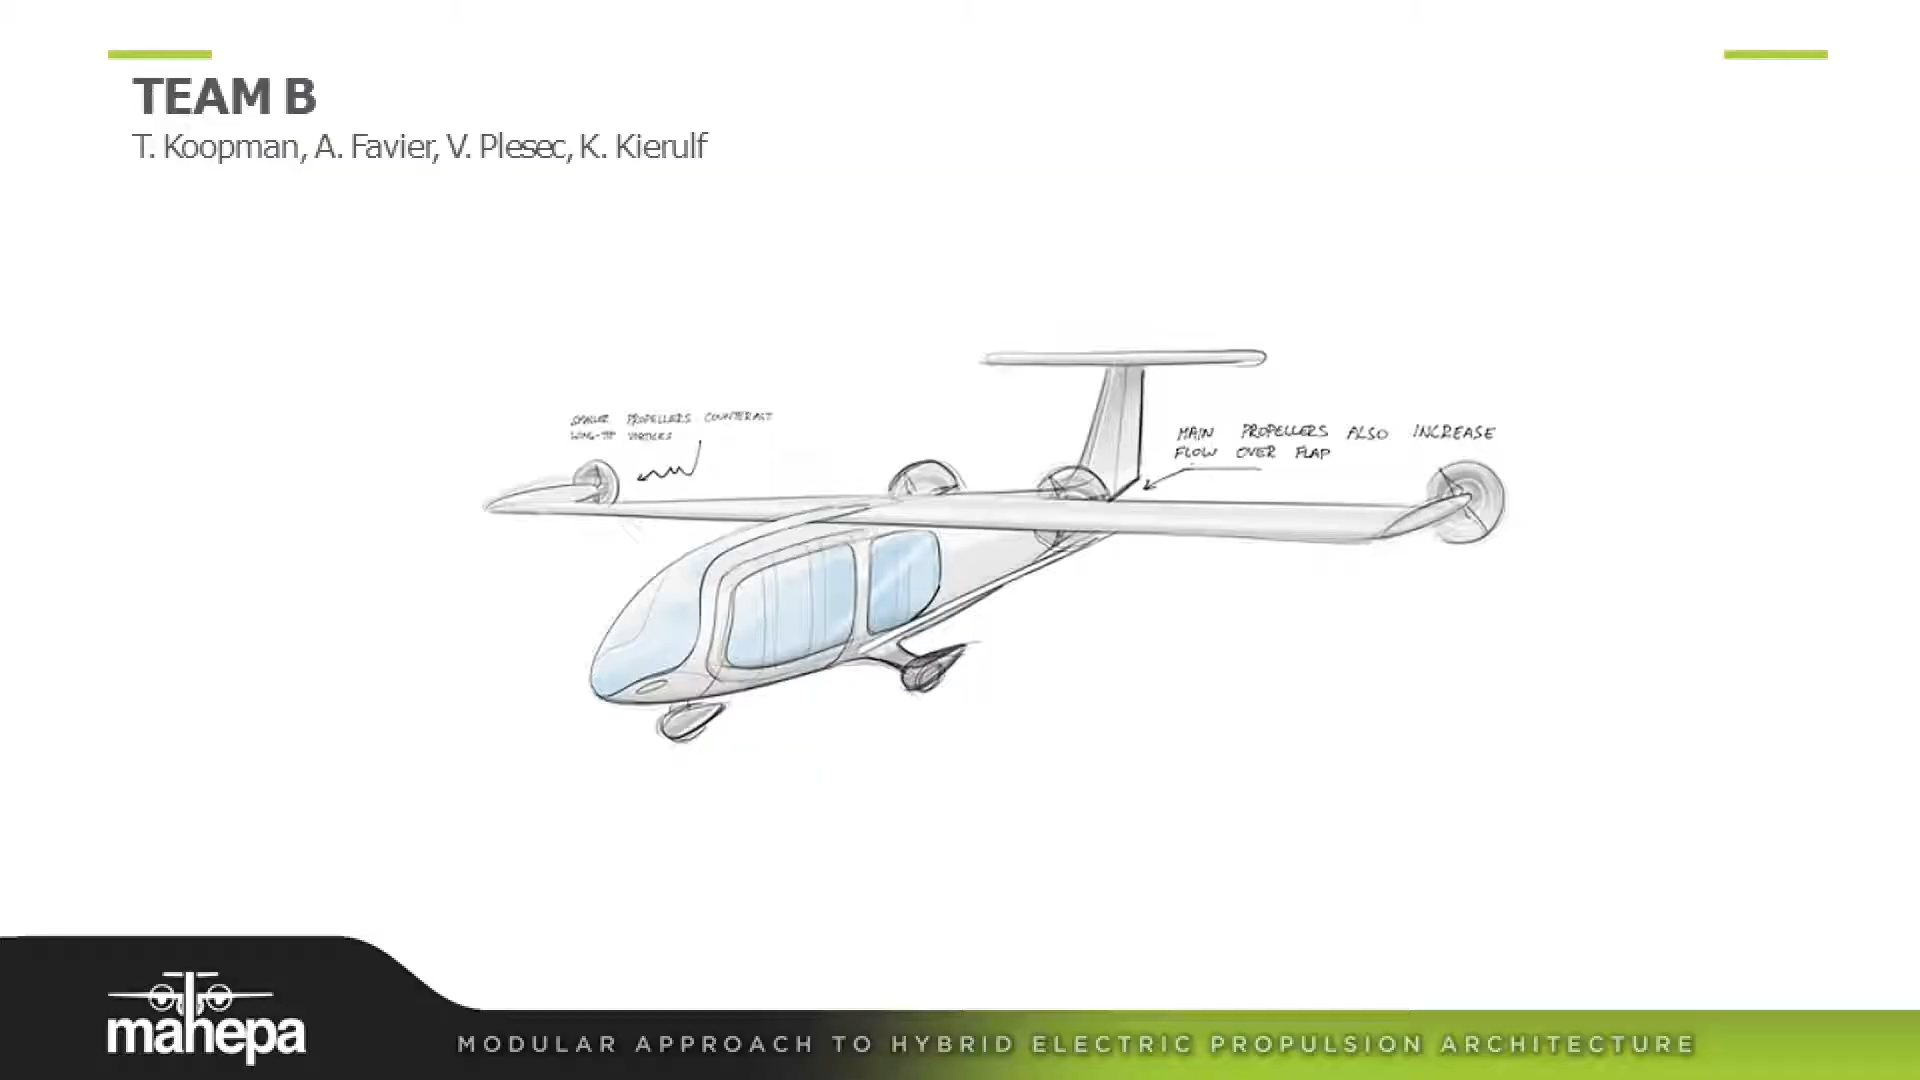 TEAM B
T. Koopman, A. Favier, V. Plesec, K. Kierulf
SMALLER PROPELLERS COUNTERACT
WING-TIP VORTICES
MAIN PROPELLERS ALSO INCREASE
FLOW OVER FLAP
mahepa
MODULAR APPROACH TO HYBRID ELECTRIC PROPULSION ARCHITECTURE